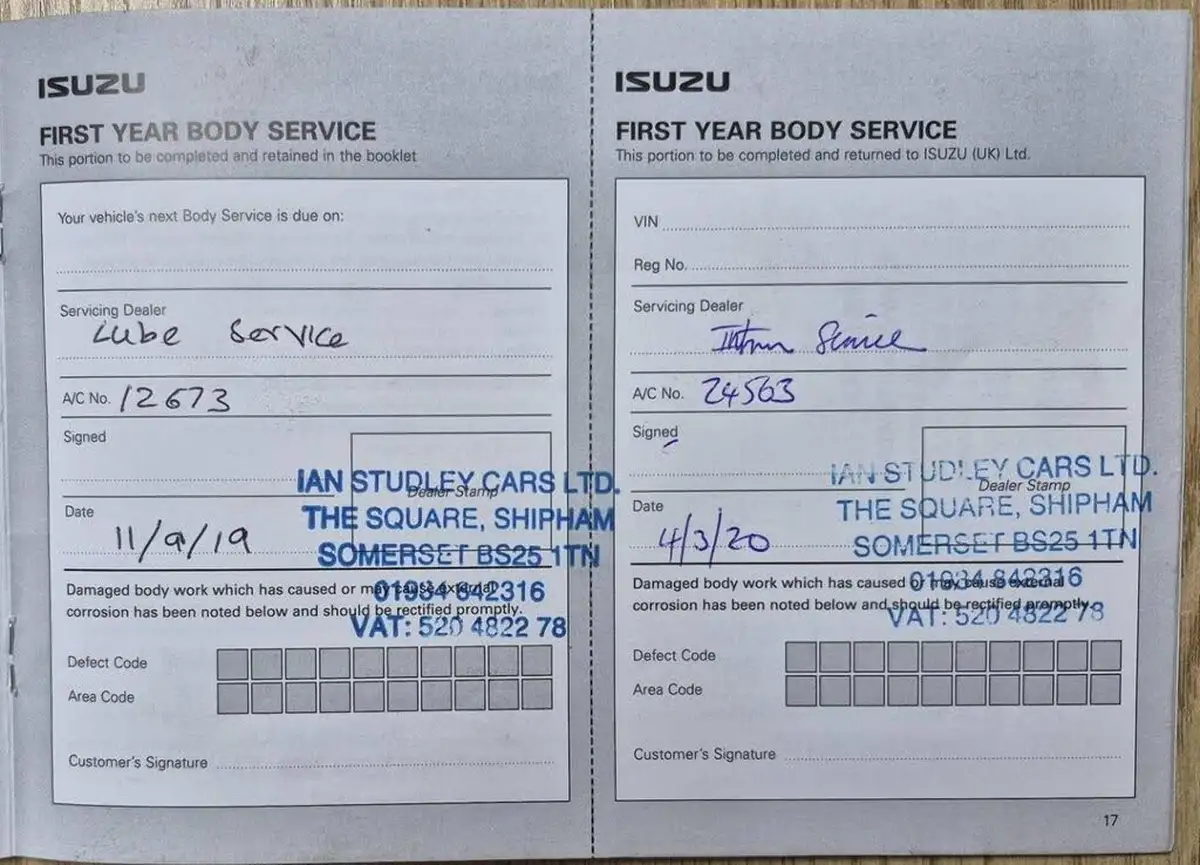 ISUZU
FIRST YEAR BODY SERVICE
This portion to be completed and retained in the booklet
Your vehicle's next Body Service is due on:
Servicing Dealer
Lube Service
A/C No. 12673
Signed
Dealer Stamp
IAN STUDLEY CARS LTD.
THE SQUARE, SHIPHAM
SOMERSET BS25 1TN
01934 842316
VAT: 520 4822 78
Date
11/9/19
Damaged body work which has caused or may cause external
corrosion has been noted below and should be rectified promptly.
Defect Code
Area Code
Customer's Signature
ISUZU
FIRST YEAR BODY SERVICE
This portion to be completed and returned to ISUZU (UK) Ltd.
VIN
Reg No.
Servicing Dealer
Service
A/C No. 24563
Signed
Dealer Stamp
IAN STUDLEY CARS LTD.
THE SQUARE, SHIPHAM
SOMERSET BS25 1TN
01934 842316
VAT: 520 4822 78
Date
4/3/20
Damaged body work which has caused or may cause external
corrosion has been noted below and should be rectified promptly.
Defect Code
Area Code
Customer's Signature
17